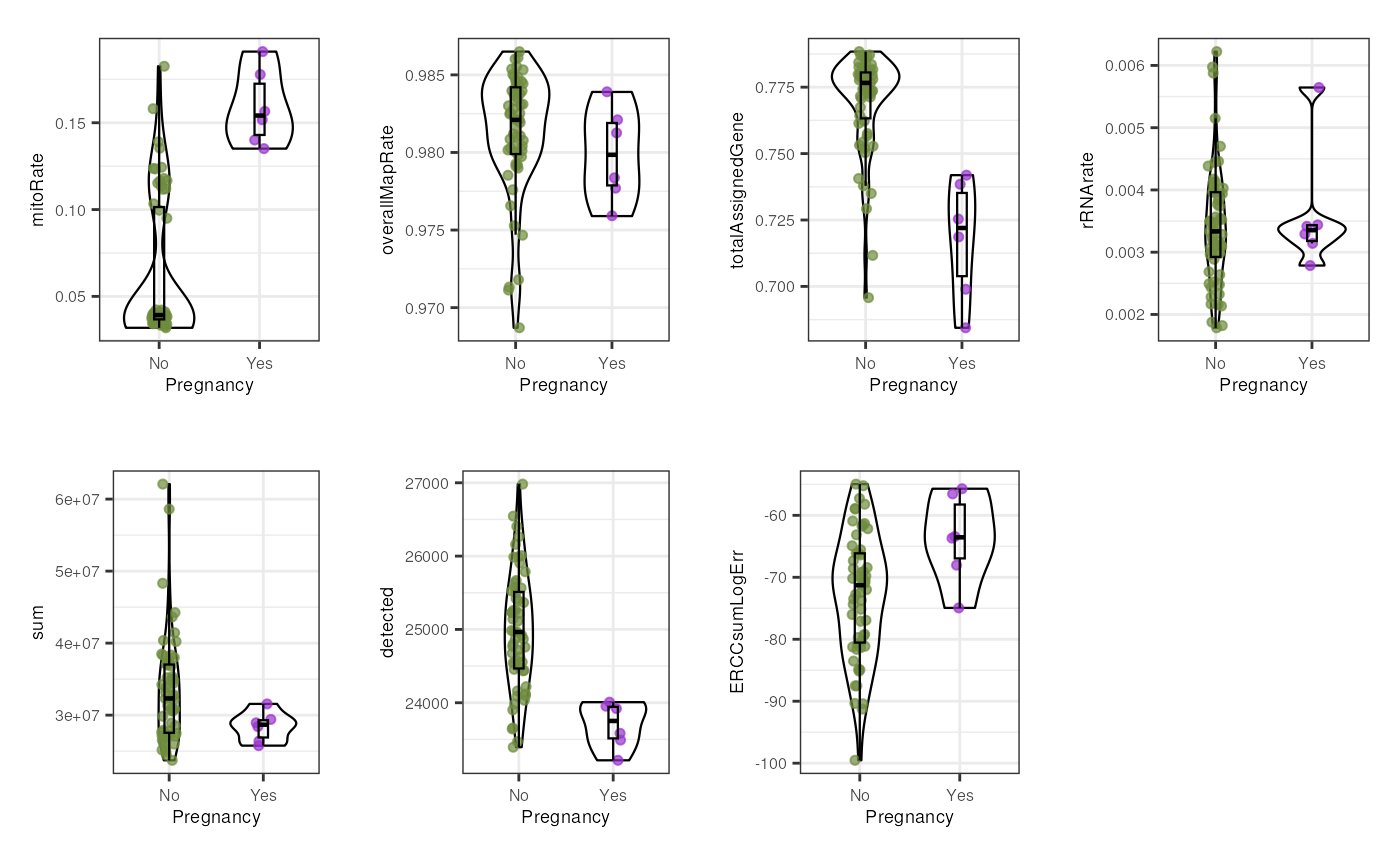 mitoRate
0.15
0.10
0.05
No Yes
Pregnancy
overallMapRate
0.985
0.980
0.975
0.970
No Yes
Pregnancy
totalAssignedGene
0.775
0.750
0.725
0.700
No Yes
Pregnancy
rRNArate
0.006
0.005
0.004
0.003
0.002
No Yes
Pregnancy
sum
6e+07
5e+07
4e+07
3e+07
No Yes
Pregnancy
detected
27000
26000
25000
24000
No Yes
Pregnancy
ERCCsumLogErr
-60
-70
-80
-90
-100
No Yes
Pregnancy